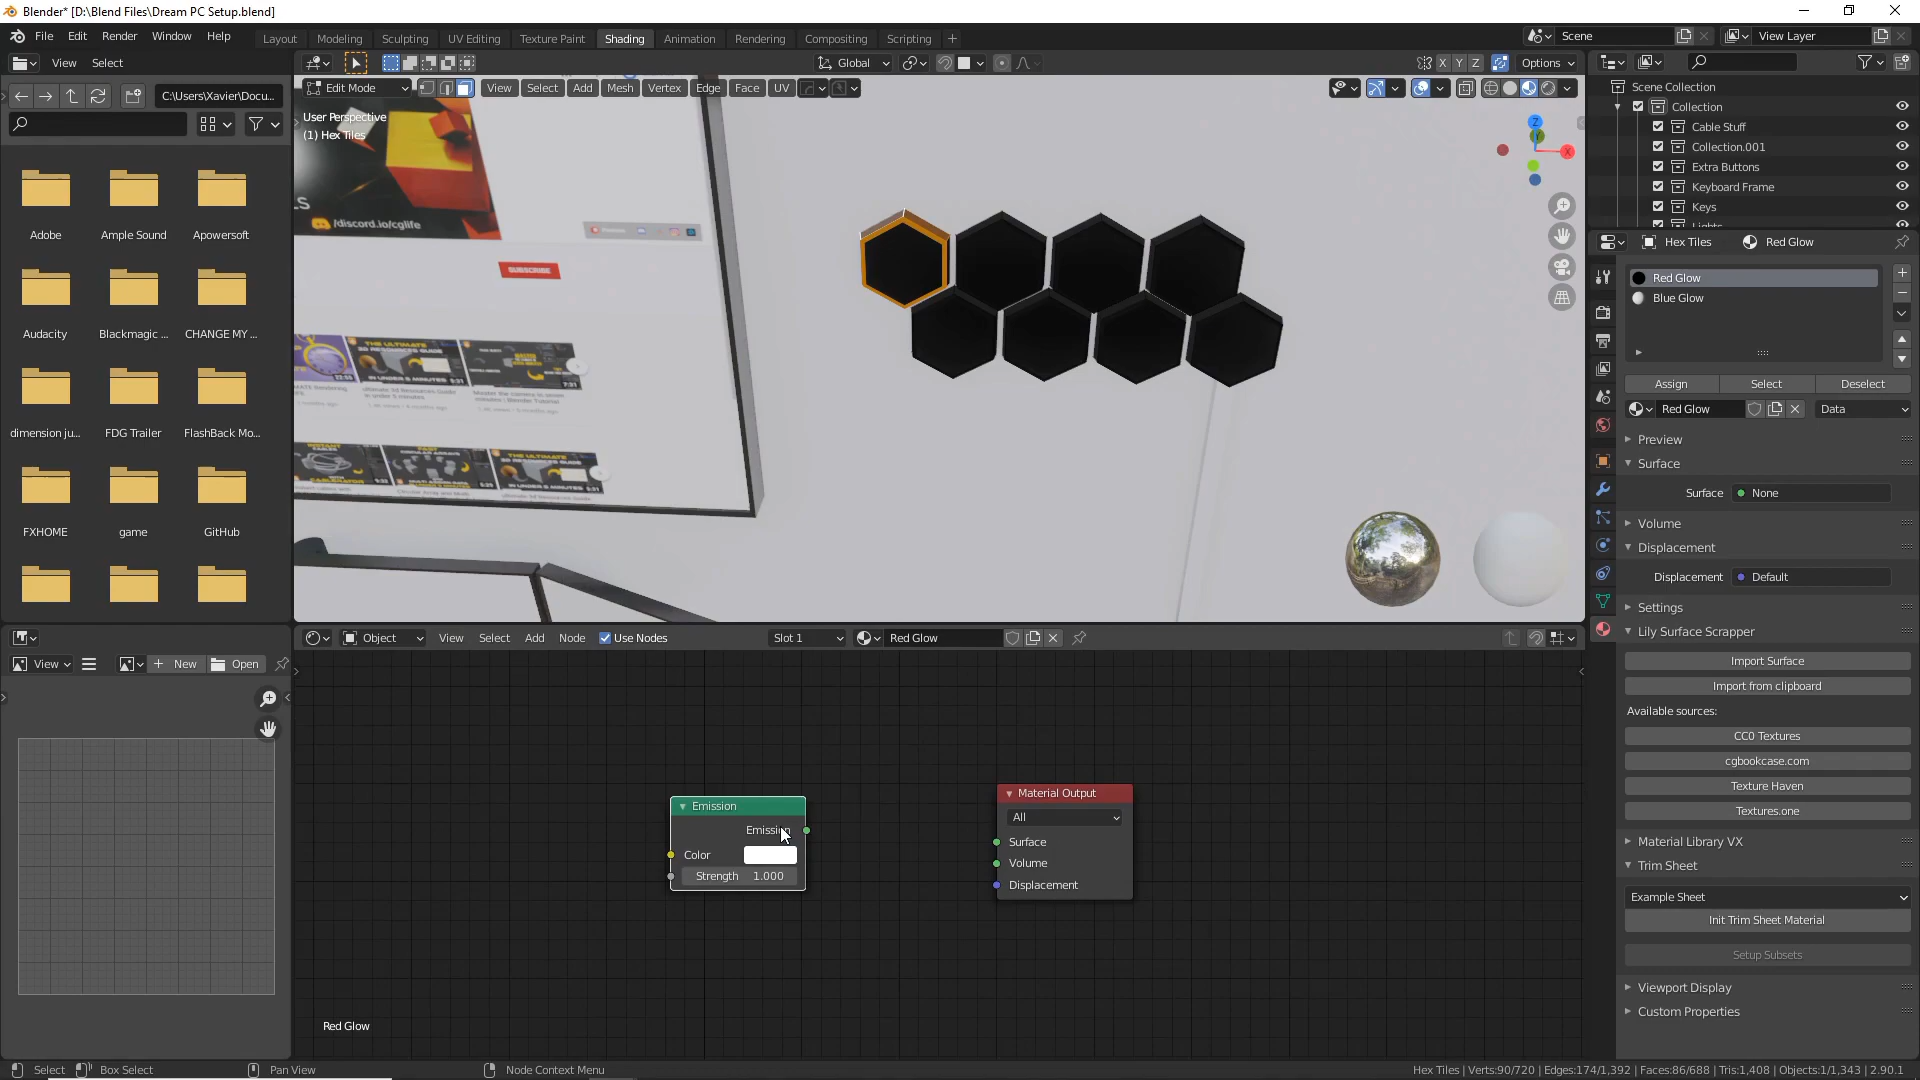 Blender* [D:\Blend Files\Dream PC Setup.blend]
File Edit Render Window Help Layout Modeling Sculpting UV Editing Texture Paint Shading Animation Rendering Compositing Scripting + Scene View Layer
View Select Global X Y Z Options
C:\Users\Xavier\Docu... Edit Mode View Select Add Mesh Vertex Edge Face UV
User Perspective
(1) Hex Tiles
Scene Collection
Collection
Cable Stuff
Collection.001
Extra Buttons
Keyboard Frame
Keys
Lights
Z
Y
X
/discord.io/cglife
SUBSCRIBE
Adobe Ample Sound Apowersoft
Audacity Blackmagic ... CHANGE MY ...
dimension ju... FDG Trailer FlashBack Mo...
FXHOME game GitHub
Hex Tiles Red Glow
Red Glow
Blue Glow
Assign Select Deselect
Red Glow Data
Preview
Surface
Surface None
Volume
Displacement
Displacement Default
Settings
Lily Surface Scrapper
Import Surface
Import from clipboard
Available sources:
CC0 Textures
cgbookcase.com
Texture Haven
Textures.one
Material Library VX
Trim Sheet
Example Sheet
Init Trim Sheet Material
Setup Subsets
Viewport Display
Custom Properties
Object View Select Add Node Use Nodes Slot 1 Red Glow
View New Open
Emission
Emission
Color
Strength 1.000
Material Output
All
Surface
Volume
Displacement
Red Glow
Select Box Select Pan View Node Context Menu Hex Tiles | Verts:90/720 | Edges:174/1,392 | Faces:86/688 | Tris:1,408 | Objects:1/1,343 | 2.90.1